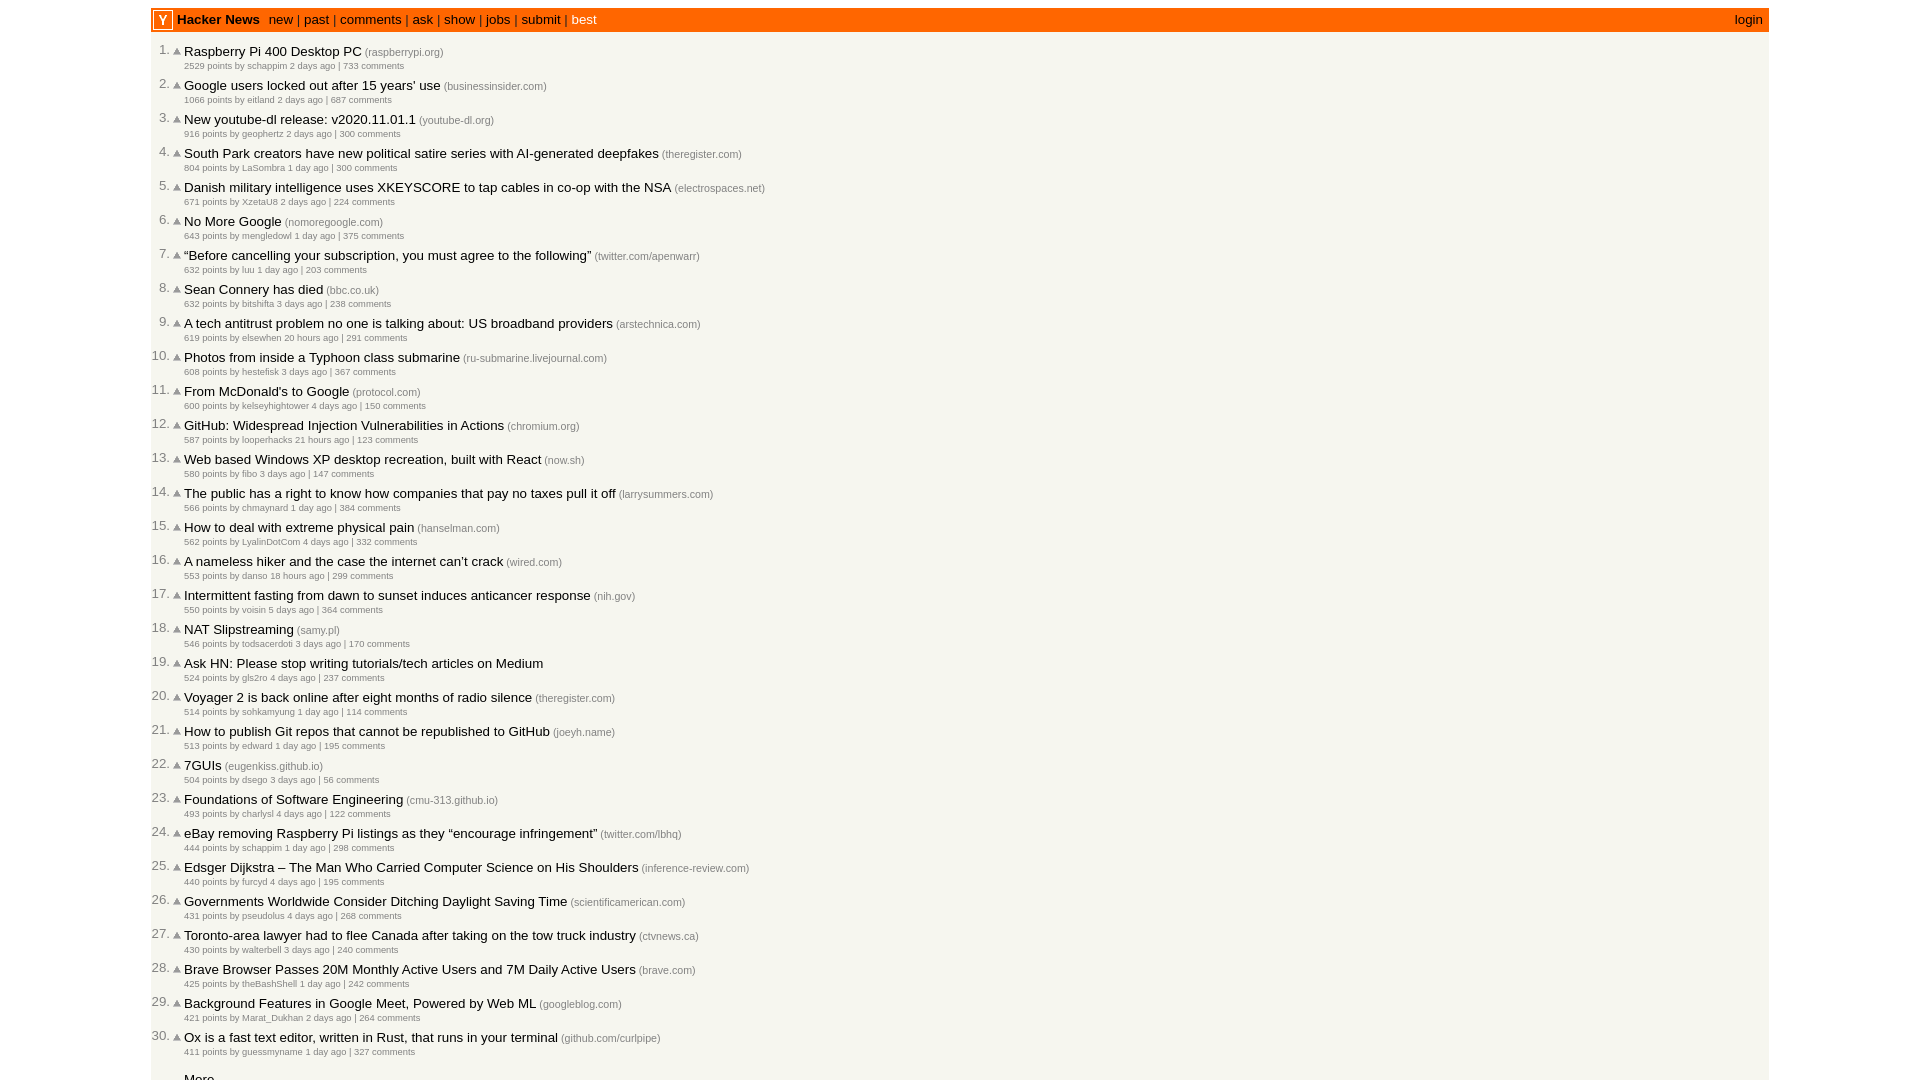 Y Hacker News new | past | comments | ask | show | jobs | submit | best login
1. Raspberry Pi 400 Desktop PC (raspberrypi.org)
2529 points by schappim 2 days ago | 733 comments
2. Google users locked out after 15 years' use (businessinsider.com)
1066 points by eitland 2 days ago | 687 comments
3. New youtube-dl release: v2020.11.01.1 (youtube-dl.org)
916 points by geophertz 2 days ago | 300 comments
4. South Park creators have new political satire series with AI-generated deepfakes (theregister.com)
804 points by LaSombra 1 day ago | 300 comments
5. Danish military intelligence uses XKEYSCORE to tap cables in co-op with the NSA (electrospaces.net)
671 points by XzetaU8 2 days ago | 224 comments
6. No More Google (nomoregoogle.com)
643 points by mengledowl 1 day ago | 375 comments
7. “Before cancelling your subscription, you must agree to the following” (twitter.com/apenwarr)
632 points by luu 1 day ago | 203 comments
8. Sean Connery has died (bbc.co.uk)
632 points by bitshifta 3 days ago | 238 comments
9. A tech antitrust problem no one is talking about: US broadband providers (arstechnica.com)
619 points by elsewhen 20 hours ago | 291 comments
10. Photos from inside a Typhoon class submarine (ru-submarine.livejournal.com)
608 points by hestefisk 3 days ago | 367 comments
11. From McDonald's to Google (protocol.com)
600 points by kelseyhightower 4 days ago | 150 comments
12. GitHub: Widespread Injection Vulnerabilities in Actions (chromium.org)
587 points by looperhacks 21 hours ago | 123 comments
13. Web based Windows XP desktop recreation, built with React (now.sh)
580 points by fibo 3 days ago | 147 comments
14. The public has a right to know how companies that pay no taxes pull it off (larrysummers.com)
566 points by chmaynard 1 day ago | 384 comments
15. How to deal with extreme physical pain (hanselman.com)
562 points by LyalinDotCom 4 days ago | 332 comments
16. A nameless hiker and the case the internet can’t crack (wired.com)
553 points by danso 18 hours ago | 299 comments
17. Intermittent fasting from dawn to sunset induces anticancer response (nih.gov)
550 points by voisin 5 days ago | 364 comments
18. NAT Slipstreaming (samy.pl)
546 points by todsacerdoti 3 days ago | 170 comments
19. Ask HN: Please stop writing tutorials/tech articles on Medium
524 points by gls2ro 4 days ago | 237 comments
20. Voyager 2 is back online after eight months of radio silence (theregister.com)
514 points by sohkamyung 1 day ago | 114 comments
21. How to publish Git repos that cannot be republished to GitHub (joeyh.name)
513 points by edward 1 day ago | 195 comments
22. 7GUIs (eugenkiss.github.io)
504 points by dsego 3 days ago | 56 comments
23. Foundations of Software Engineering (cmu-313.github.io)
493 points by charlysl 4 days ago | 122 comments
24. eBay removing Raspberry Pi listings as they “encourage infringement” (twitter.com/lbhq)
444 points by schappim 1 day ago | 298 comments
25. Edsger Dijkstra – The Man Who Carried Computer Science on His Shoulders (inference-review.com)
440 points by furcyd 4 days ago | 195 comments
26. Governments Worldwide Consider Ditching Daylight Saving Time (scientificamerican.com)
431 points by pseudolus 4 days ago | 268 comments
27. Toronto-area lawyer had to flee Canada after taking on the tow truck industry (ctvnews.ca)
430 points by walterbell 3 days ago | 240 comments
28. Brave Browser Passes 20M Monthly Active Users and 7M Daily Active Users (brave.com)
425 points by theBashShell 1 day ago | 242 comments
29. Background Features in Google Meet, Powered by Web ML (googleblog.com)
421 points by Marat_Dukhan 2 days ago | 264 comments
30. Ox is a fast text editor, written in Rust, that runs in your terminal (github.com/curlpipe)
411 points by guessmyname 1 day ago | 327 comments
More